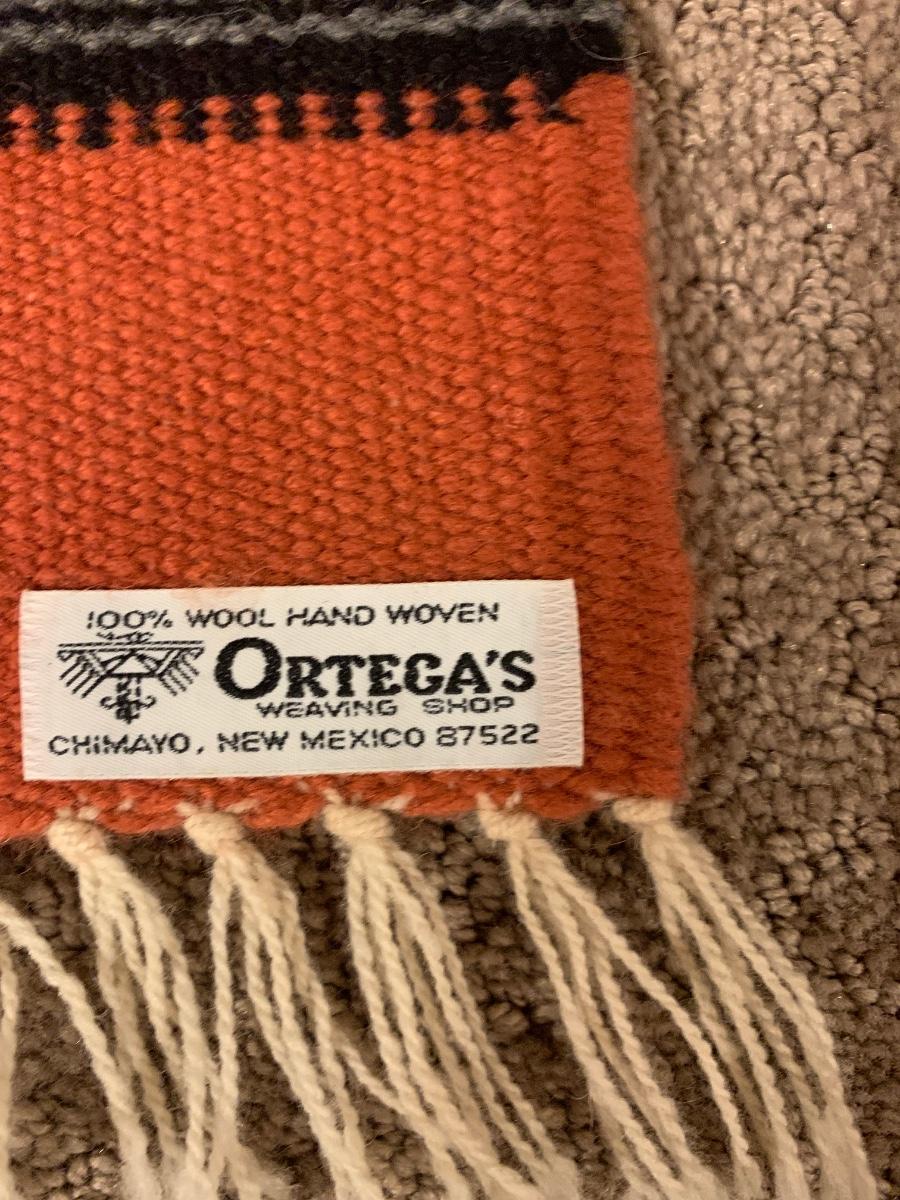 100% WOOL HAND WOVEN
ORTEGA'S
WEAVING SHOP
CHIMAYO, NEW MEXICO 87522